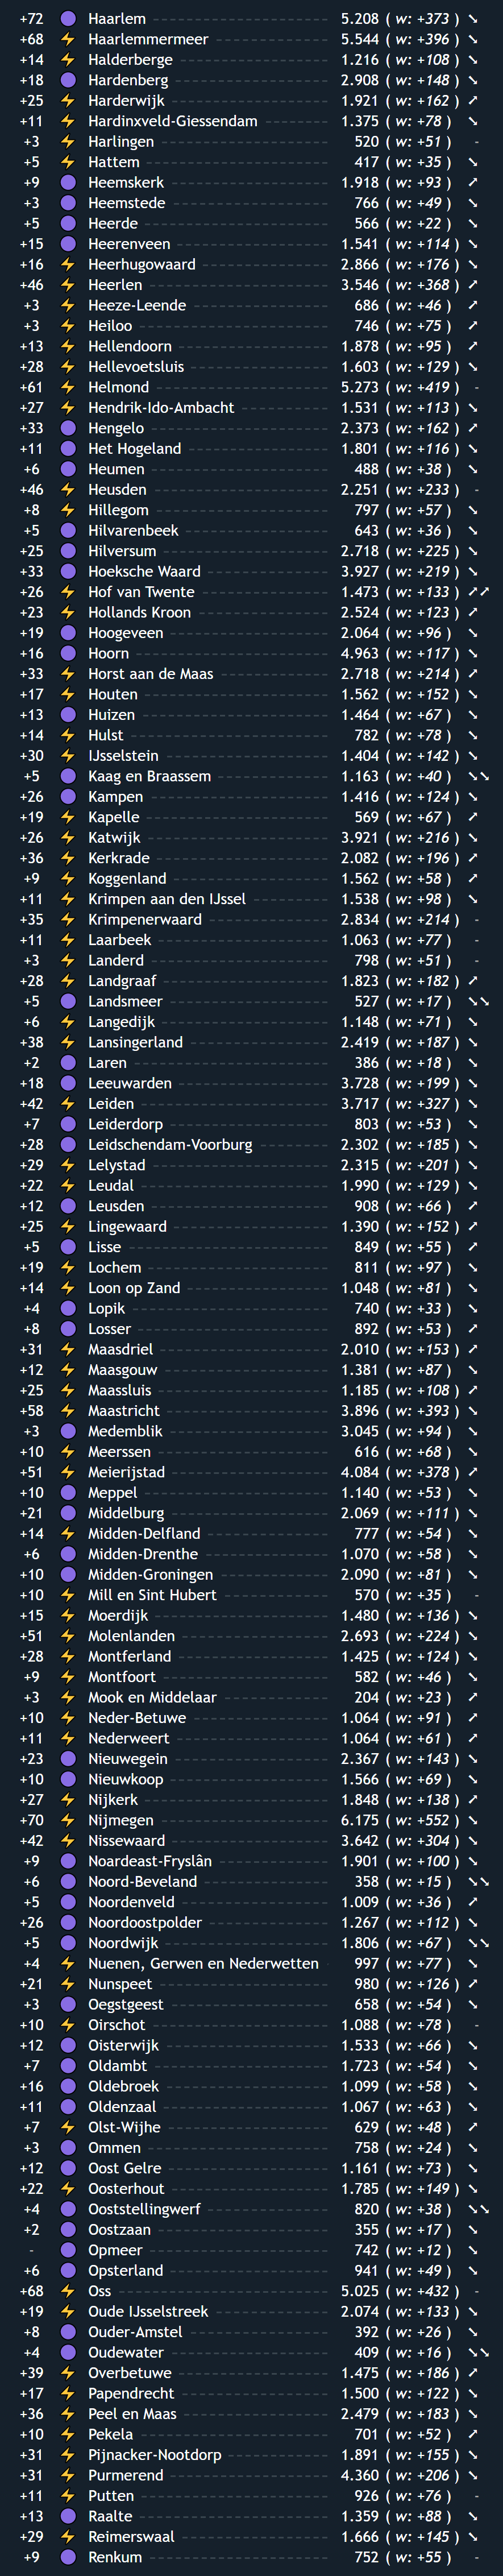 +72 Haarlem 5.208 ( w: +373 ) ⭨
+68 ⚡ Haarlemmermeer 5.544 ( w: +396 ) ⭨
+14 ⚡ Halderberge 1.216 ( w: +108 ) ⭨
+18 Hardenberg 2.908 ( w: +148 ) ⭨
+25 ⚡ Harderwijk 1.921 ( w: +162 ) ⭧
+11 ⚡ Hardinxveld-Giessendam 1.375 ( w: +78 ) ⭨
+3 ⚡ Harlingen 520 ( w: +51 ) -
+5 ⚡ Hattem 417 ( w: +35 ) ⭨
+9 Heemskerk 1.918 ( w: +93 ) ⭧
+3 Heemstede 766 ( w: +49 ) ⭨
+5 Heerde 566 ( w: +22 ) ⭨
+15 Heerenveen 1.541 ( w: +114 ) ⭨
+16 ⚡ Heerhugowaard 2.866 ( w: +176 ) ⭨
+46 ⚡ Heerlen 3.546 ( w: +368 ) ⭧
+3 ⚡ Heeze-Leende 686 ( w: +46 ) ⭧
+3 ⚡ Heiloo 746 ( w: +75 ) ⭧
+13 ⚡ Hellendoorn 1.878 ( w: +95 ) ⭧
+28 ⚡ Hellevoetsluis 1.603 ( w: +129 ) ⭨
+61 ⚡ Helmond 5.273 ( w: +419 ) -
+27 ⚡ Hendrik-Ido-Ambacht 1.531 ( w: +113 ) ⭨
+33 Hengelo 2.373 ( w: +162 ) ⭧
+11 Het Hogeland 1.801 ( w: +116 ) ⭨
+6 Heumen 488 ( w: +38 ) ⭨
+46 ⚡ Heusden 2.251 ( w: +233 ) -
+8 ⚡ Hillegom 797 ( w: +57 ) ⭨
+5 Hilvarenbeek 643 ( w: +36 ) ⭨
+25 Hilversum 2.718 ( w: +225 ) ⭨
+33 Hoeksche Waard 3.927 ( w: +219 ) ⭨
+26 ⚡ Hof van Twente 1.473 ( w: +133 ) ⭧⭧
+23 ⚡ Hollands Kroon 2.524 ( w: +123 ) ⭧
+19 Hoogeveen 2.064 ( w: +96 ) ⭨
+16 Hoorn 4.963 ( w: +117 ) ⭨
+33 ⚡ Horst aan de Maas 2.718 ( w: +214 ) ⭧
+17 ⚡ Houten 1.562 ( w: +152 ) ⭨
+13 Huizen 1.464 ( w: +67 ) ⭨
+14 ⚡ Hulst 782 ( w: +78 ) ⭨
+30 ⚡ IJsselstein 1.404 ( w: +142 ) ⭨
+5 Kaag en Braassem 1.163 ( w: +40 ) ⭨⭨
+26 Kampen 1.416 ( w: +124 ) ⭨
+19 ⚡ Kapelle 569 ( w: +67 ) ⭧
+26 ⚡ Katwijk 3.921 ( w: +216 ) ⭨
+36 ⚡ Kerkrade 2.082 ( w: +196 ) ⭧
+9 ⚡ Koggenland 1.562 ( w: +58 ) ⭧
+11 ⚡ Krimpen aan den IJssel 1.538 ( w: +98 ) ⭨
+35 ⚡ Krimpenerwaard 2.834 ( w: +214 ) -
+11 ⚡ Laarbeek 1.063 ( w: +77 ) -
+3 ⚡ Landerd 798 ( w: +51 ) -
+28 ⚡ Landgraaf 1.823 ( w: +182 ) ⭧
+5 Landsmeer 527 ( w: +17 ) ⭨⭨
+6 ⚡ Langedijk 1.148 ( w: +71 ) ⭨
+38 ⚡ Lansingerland 2.419 ( w: +187 ) ⭨
+2 Laren 386 ( w: +18 ) ⭨
+18 Leeuwarden 3.728 ( w: +199 ) ⭨
+42 ⚡ Leiden 3.717 ( w: +327 ) ⭨
+7 Leiderdorp 803 ( w: +53 ) ⭨
+28 Leidschendam-Voorburg 2.302 ( w: +185 ) ⭨
+29 ⚡ Lelystad 2.315 ( w: +201 ) ⭨
+22 ⚡ Leudal 1.990 ( w: +129 ) ⭨
+12 Leusden 908 ( w: +66 ) ⭧
+25 ⚡ Lingewaard 1.390 ( w: +152 ) ⭧
+5 Lisse 849 ( w: +55 ) ⭧
+19 ⚡ Lochem 811 ( w: +97 ) ⭨
+14 ⚡ Loon op Zand 1.048 ( w: +81 ) ⭨
+4 Lopik 740 ( w: +33 ) ⭨
+8 Losser 892 ( w: +53 ) ⭧
+31 ⚡ Maasdriel 2.010 ( w: +153 ) ⭧
+12 ⚡ Maasgouw 1.381 ( w: +87 ) ⭨
+25 ⚡ Maassluis 1.185 ( w: +108 ) ⭧
+58 ⚡ Maastricht 3.896 ( w: +393 ) ⭨
+3 Medemblik 3.045 ( w: +94 ) ⭨
+10 ⚡ Meerssen 616 ( w: +68 ) ⭨
+51 ⚡ Meierijstad 4.084 ( w: +378 ) ⭧
+10 Meppel 1.140 ( w: +53 ) ⭨
+21 Middelburg 2.069 ( w: +111 ) ⭨
+14 ⚡ Midden-Delfland 777 ( w: +54 ) ⭨
+6 Midden-Drenthe 1.070 ( w: +58 ) ⭨
+10 Midden-Groningen 2.090 ( w: +81 ) ⭨
+10 ⚡ Mill en Sint Hubert 570 ( w: +35 ) -
+15 ⚡ Moerdijk 1.480 ( w: +136 ) ⭨
+51 ⚡ Molenlanden 2.693 ( w: +224 ) ⭨
+28 ⚡ Montferland 1.425 ( w: +124 ) ⭨
+9 ⚡ Montfoort 582 ( w: +46 ) ⭨
+3 ⚡ Mook en Middelaar 204 ( w: +23 ) ⭧
+10 ⚡ Neder-Betuwe 1.064 ( w: +91 ) ⭧
+11 ⚡ Nederweert 1.064 ( w: +61 ) ⭧
+23 Nieuwegein 2.367 ( w: +143 ) ⭨
+10 Nieuwkoop 1.566 ( w: +69 ) ⭨
+27 ⚡ Nijkerk 1.848 ( w: +138 ) ⭧
+70 ⚡ Nijmegen 6.175 ( w: +552 ) ⭨
+42 ⚡ Nissewaard 3.642 ( w: +304 ) ⭨
+9 Noardeast-Fryslân 1.901 ( w: +100 ) ⭨
+6 Noord-Beveland 358 ( w: +15 ) ⭨⭨
+5 Noordenveld 1.009 ( w: +36 ) ⭧
+26 Noordoostpolder 1.267 ( w: +112 ) ⭨
+5 Noordwijk 1.806 ( w: +67 ) ⭨⭨
+4 ⚡ Nuenen, Gerwen en Nederwetten 997 ( w: +77 ) ⭨
+21 ⚡ Nunspeet 980 ( w: +126 ) ⭧
+3 Oegstgeest 658 ( w: +54 ) ⭨
+10 ⚡ Oirschot 1.088 ( w: +78 ) -
+12 Oisterwijk 1.533 ( w: +66 ) ⭨
+7 Oldambt 1.723 ( w: +54 ) ⭨
+16 Oldebroek 1.099 ( w: +58 ) ⭨
+11 Oldenzaal 1.067 ( w: +63 ) ⭨
+7 ⚡ Olst-Wijhe 629 ( w: +48 ) ⭧
+3 Ommen 758 ( w: +24 ) ⭨
+12 Oost Gelre 1.161 ( w: +73 ) ⭨
+22 ⚡ Oosterhout 1.785 ( w: +149 ) ⭨
+4 Ooststellingwerf 820 ( w: +38 ) ⭨⭨
+2 Oostzaan 355 ( w: +17 ) ⭨
- Opmeer 742 ( w: +12 ) ⭨
+6 Opsterland 941 ( w: +49 ) ⭨
+68 ⚡ Oss 5.025 ( w: +432 ) -
+19 ⚡ Oude IJsselstreek 2.074 ( w: +133 ) ⭨
+8 Ouder-Amstel 392 ( w: +26 ) ⭨
+4 Oudewater 409 ( w: +16 ) ⭨⭨
+39 ⚡ Overbetuwe 1.475 ( w: +186 ) ⭧
+17 ⚡ Papendrecht 1.500 ( w: +122 ) ⭨
+36 ⚡ Peel en Maas 2.479 ( w: +183 ) ⭨
+10 ⚡ Pekela 701 ( w: +52 ) ⭧
+31 ⚡ Pijnacker-Nootdorp 1.891 ( w: +155 ) ⭨
+31 ⚡ Purmerend 4.360 ( w: +206 ) ⭨
+11 ⚡ Putten 926 ( w: +76 ) -
+13 Raalte 1.359 ( w: +88 ) ⭨
+29 ⚡ Reimerswaal 1.666 ( w: +145 ) ⭨
+9 Renkum 752 ( w: +55 ) -